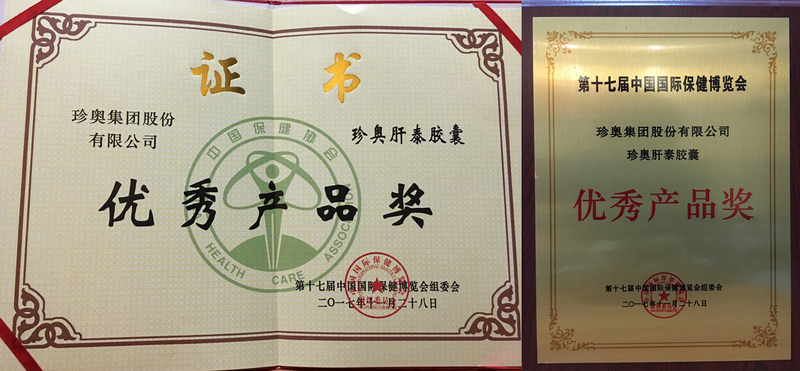 证书
珍奥集团股份
有限公司
珍奥肝泰胶囊
中国保健协会
优秀产品奖
HEALTH CARE ASSOCIATION
第十七届中国国际保健博览会组委会
二〇一七年十一月二十八日
第十七届中国国际保健博览会
珍奥集团股份有限公司
珍奥肝泰胶囊
优秀产品奖
第十七届中国国际保健博览会组委会
二〇一七年十一月二十八日